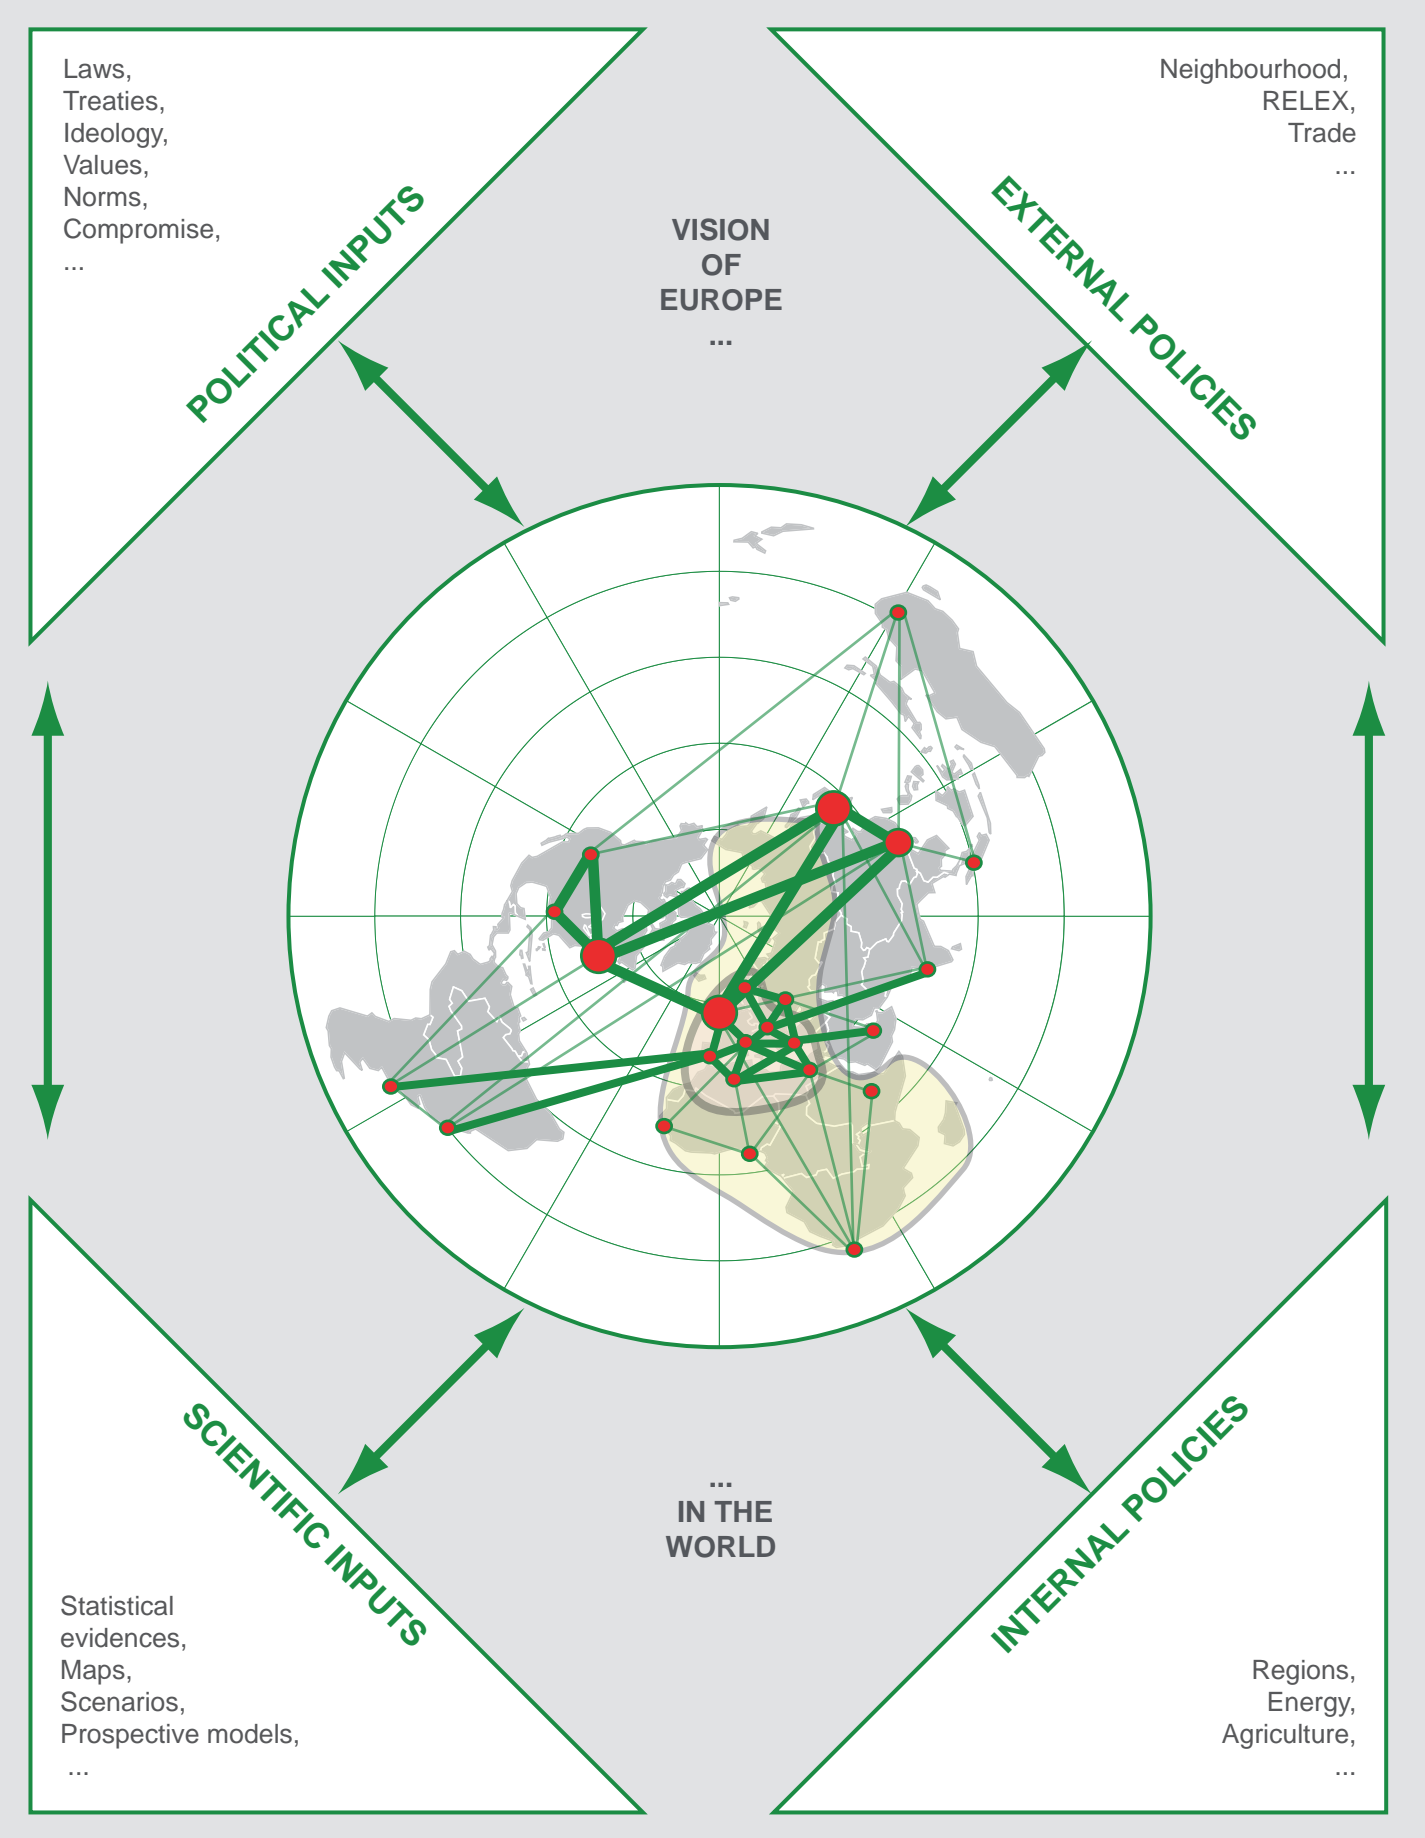 Laws,
Treaties,
Ideology,
Values,
Norms,
Compromise,
...
POLITICAL INPUTS
Neighbourhood,
RELEX,
Trade
...
EXTERNAL POLICIES
VISION
OF
EUROPE
...
...
IN THE
WORLD
SCIENTIFIC INPUTS
Statistical
evidences,
Maps,
Scenarios,
Prospective models,
...
INTERNAL POLICIES
Regions,
Energy,
Agriculture,
...